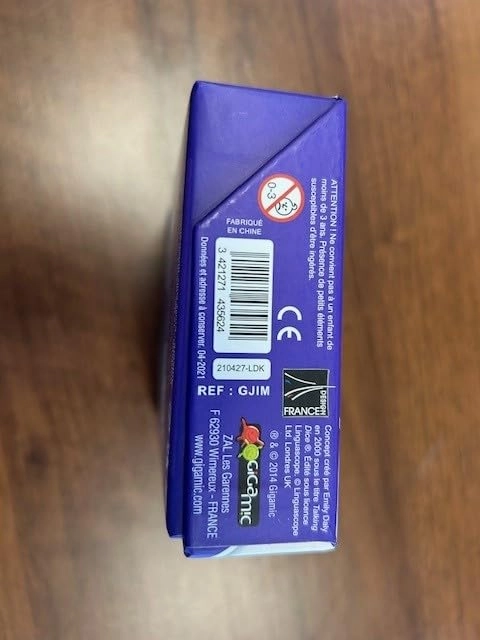 ATTENTION ! Ne convient pas à un enfant de
moins de 3 ans. Présence de petits éléments
susceptibles d'être ingérés.
0-3
FABRIQUÉ
EN CHINE
CE
3 421271 435624
Données et adresse à conserver. 04-2021
210427-LDK
REF : GJIM
DESIGN
FRANCE
Concept créé par Emily Daly
en 2000 sous le titre Talking
Dice ®. Édité sous licence
Linguascope. © Linguascope
Ltd. Londres UK
℗ & © 2014 Gigamic
GiGaMiC
ZAL Les Garennes
F 62930 Wimereux - FRANCE
www.gigamic.com